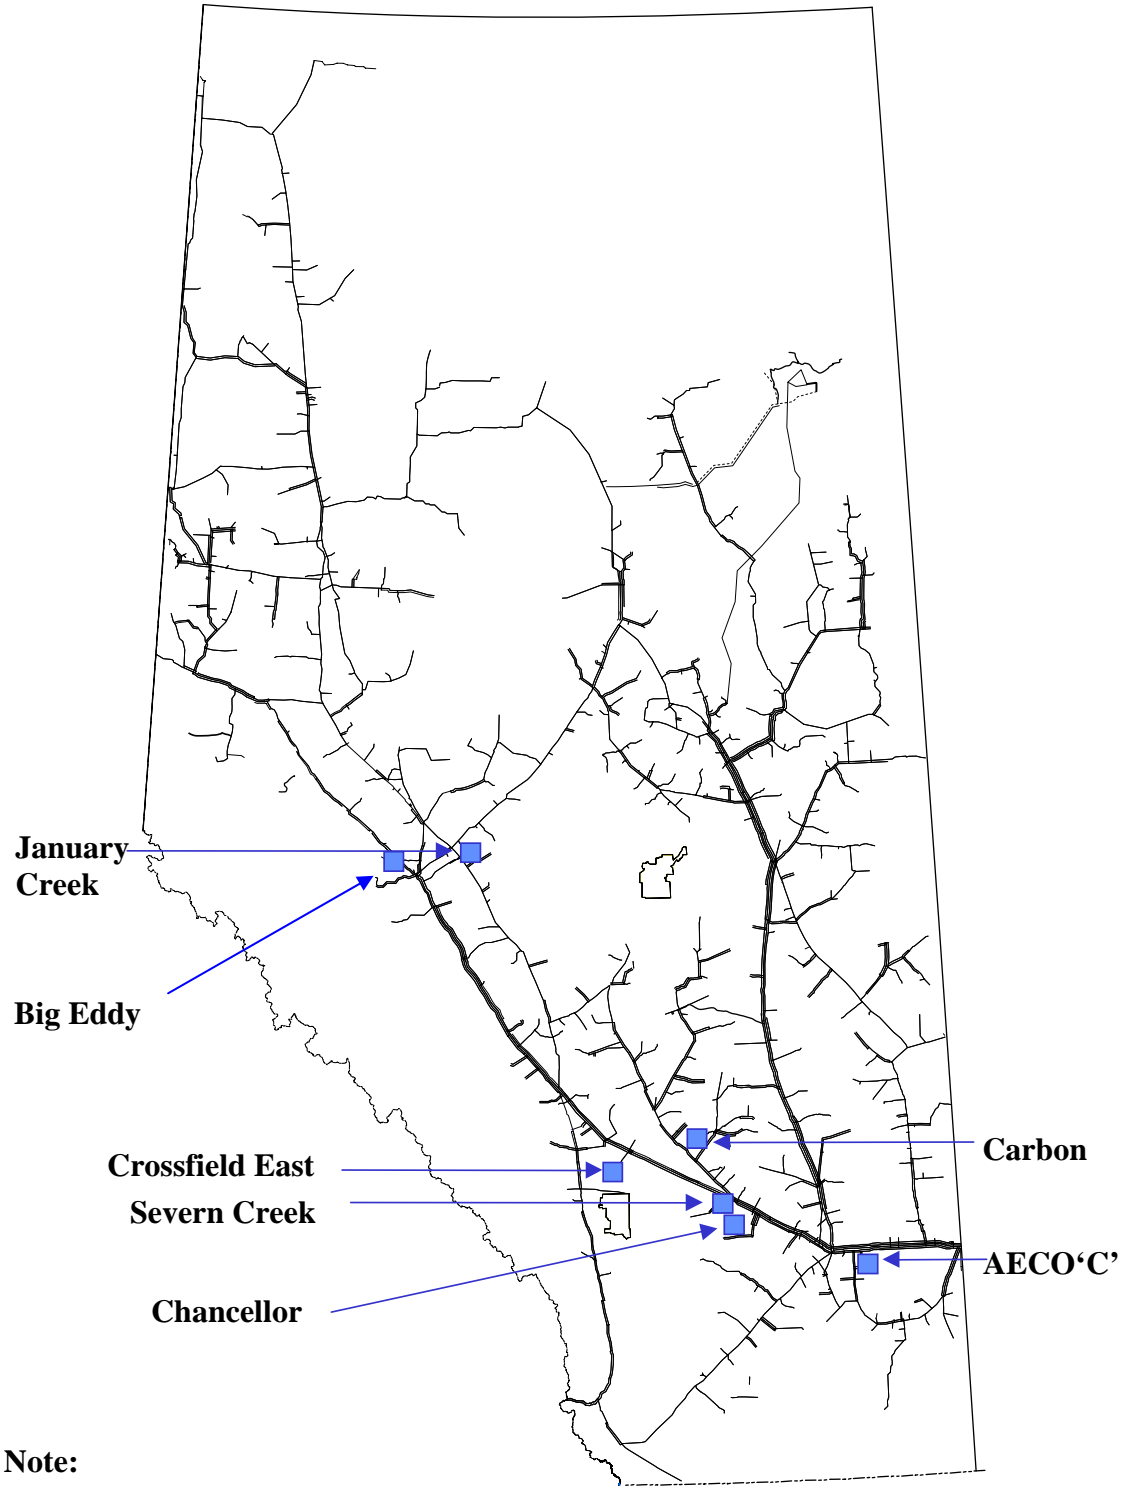 January
Creek
Big Eddy
Crossfield East
Carbon
Severn Creek
AECO‘C’
Chancellor
Note: